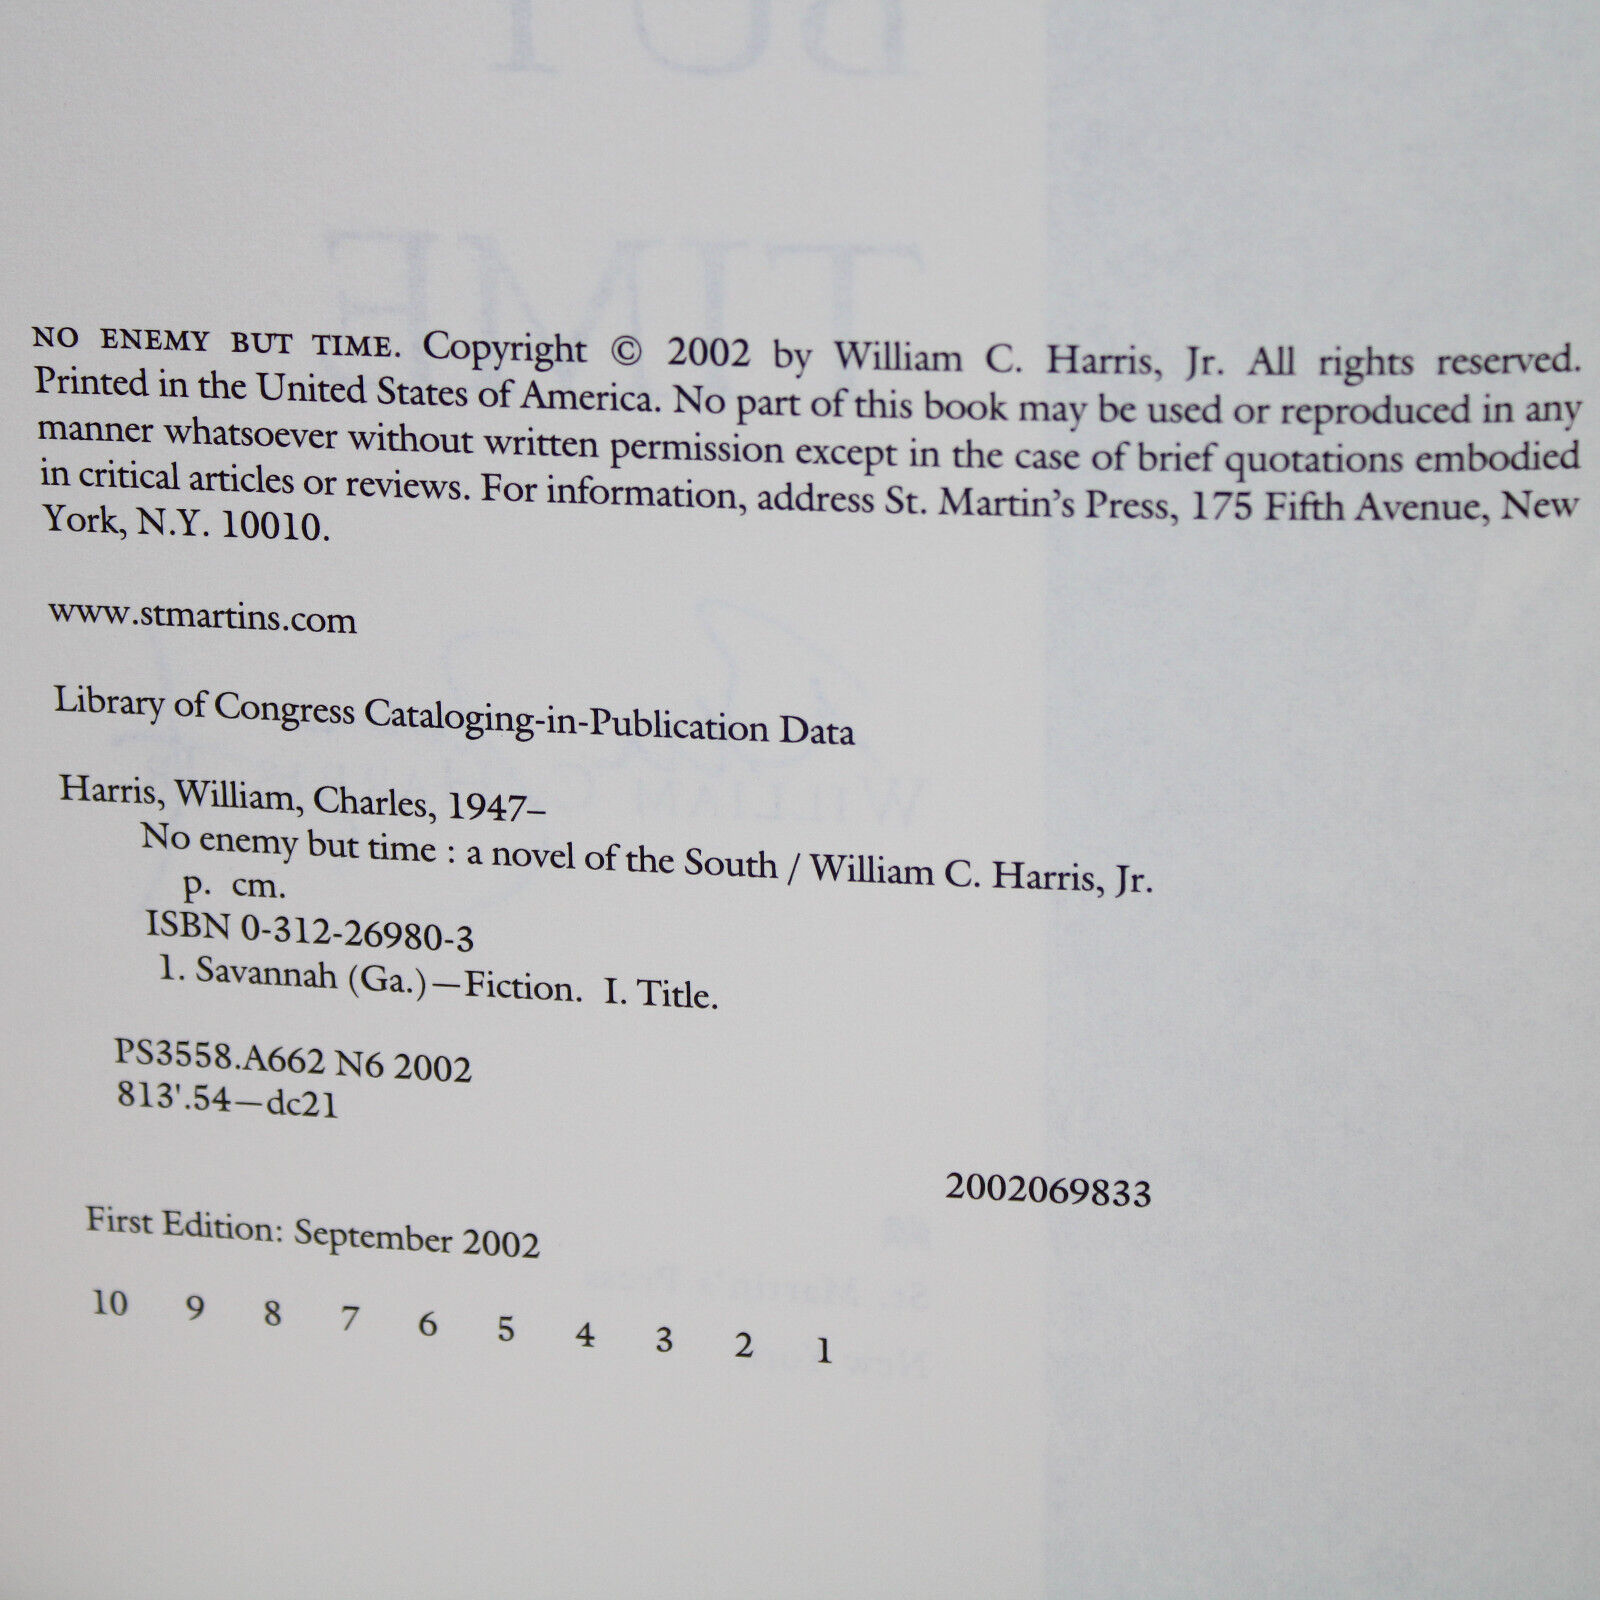 NO ENEMY BUT TIME. Copyright © 2002 by William C. Harris, Jr. All rights reserved.
Printed in the United States of America. No part of this book may be used or reproduced in any
manner whatsoever without written permission except in the case of brief quotations embodied
in critical articles or reviews. For information, address St. Martin's Press, 175 Fifth Avenue, New
York, N.Y. 10010.
www.stmartins.com
Library of Congress Cataloging-in-Publication Data
Harris, William, Charles, 1947–
No enemy but time : a novel of the South / William C. Harris, Jr.
p. cm.
ISBN 0-312-26980-3
1. Savannah (Ga.)—Fiction. I. Title.
PS3558.A662 N6 2002
813'.54—dc21
2002069833
First Edition: September 2002
10 9 8 7 6 5 4 3 2 1